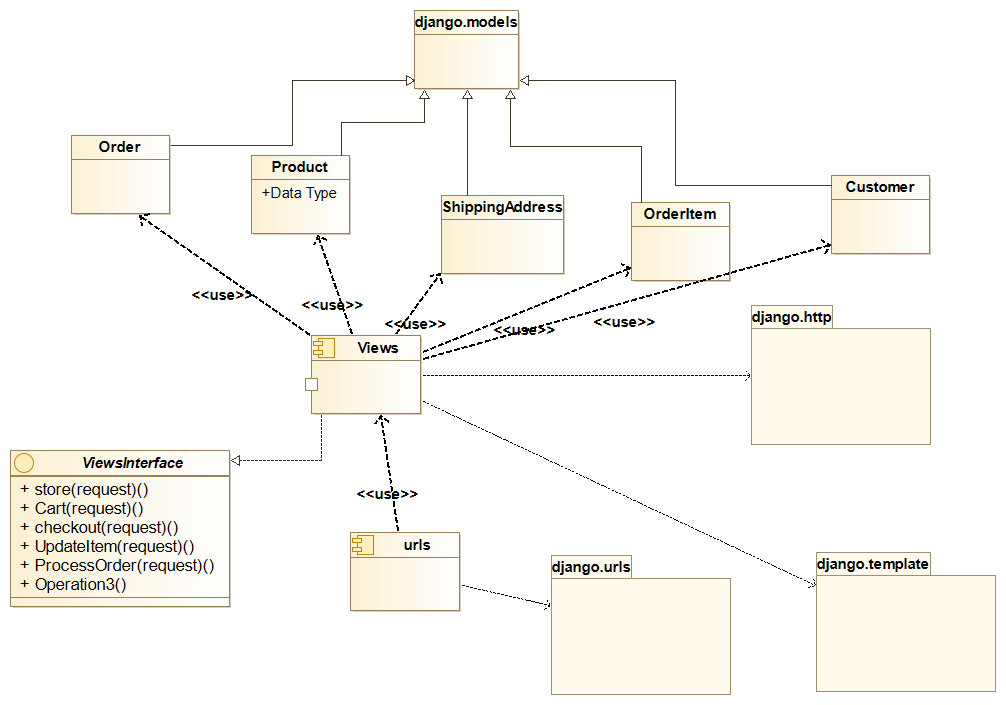 django.models
Order
Product
+Data Type
ShippingAddress
OrderItem
Customer
<<use>>
<<use>>
<<use>>
<<use>>
<<use>>
django.http
Views
ViewsInterface
+ store(request)()
+ Cart(request)()
+ checkout(request)()
+ UpdateItem(request)()
+ ProcessOrder(request)()
+ Operation3()
<<use>>
urls
django.urls
django.template